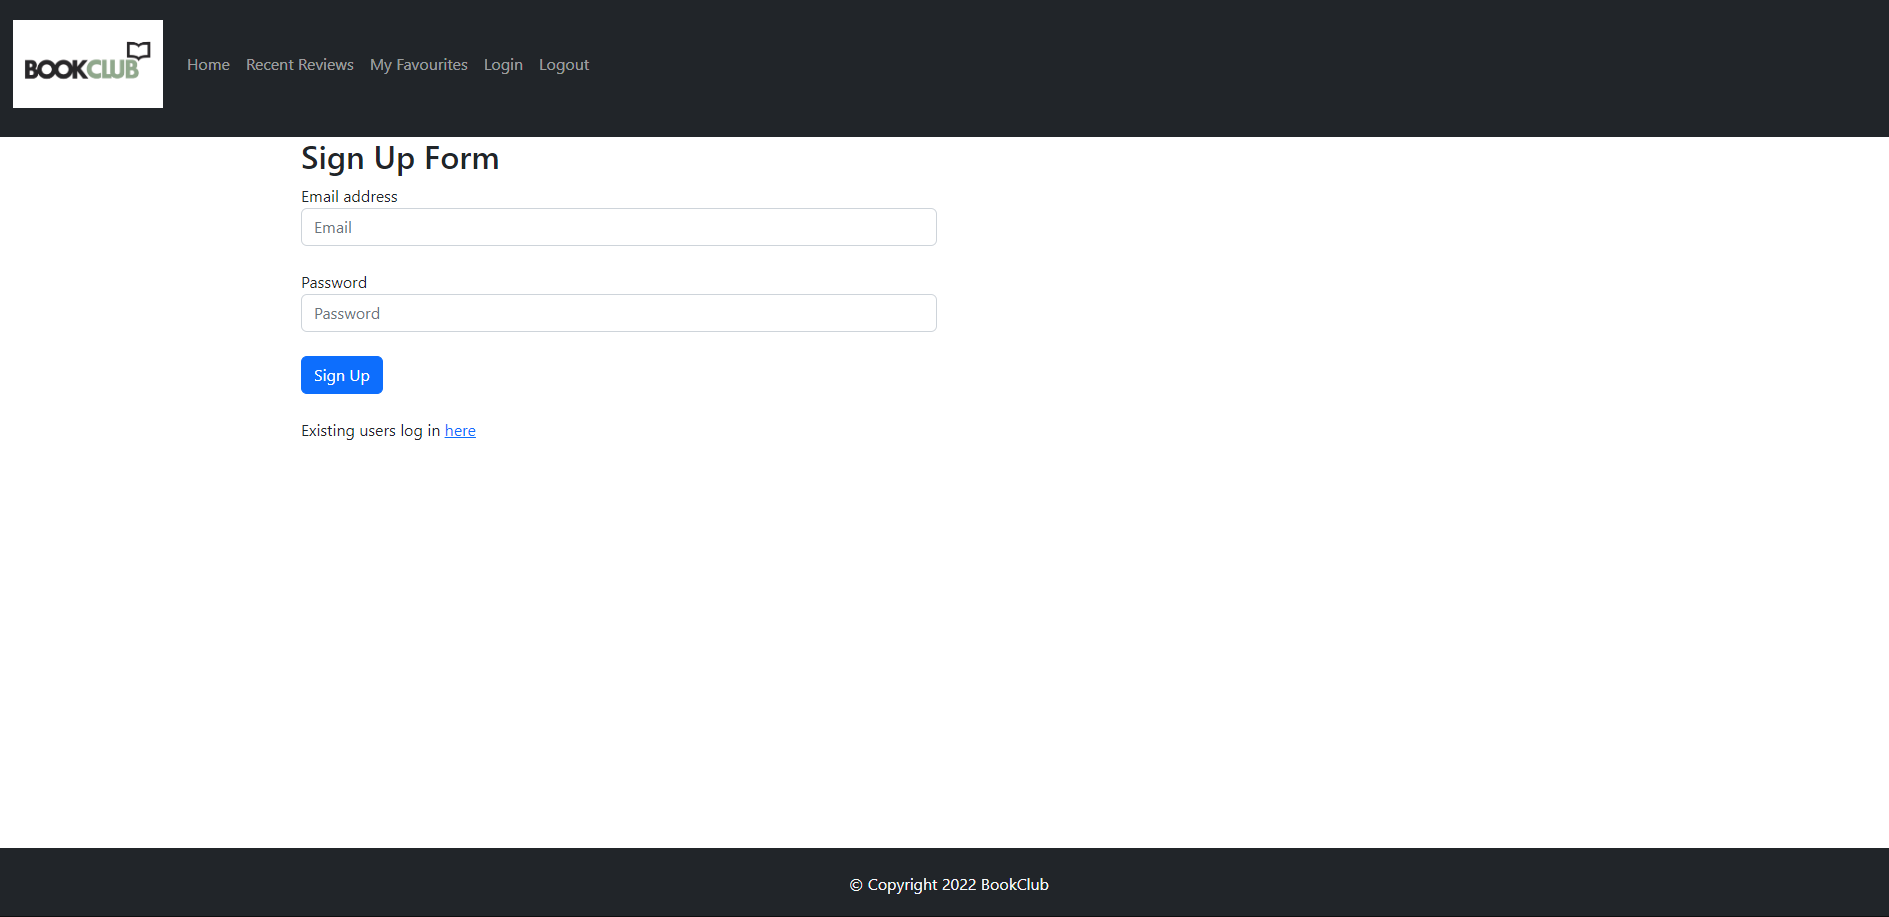 BOOKCLUB
Home Recent Reviews My Favourites Login Logout
Sign Up Form
Email address
Email
Password
Password
Sign Up
Existing users log in here
© Copyright 2022 BookClub